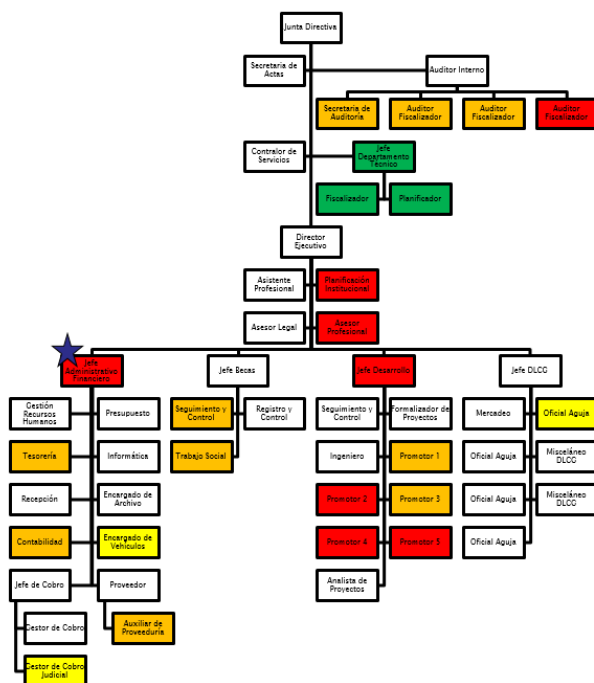 Junta Directiva
Secretaria de
Actas
Auditor Interno
Secretaria de
Auditoría
Auditor
Fiscalizador
Auditor
Fiscalizador
Auditor
Fiscalizador
Contralor de
Servicios
Jefe
Departamento
Técnico
Fiscalizador
Planificador
Director
Ejecutivo
Asistente
Profesional
Planificación
Institucional
Asesor Legal
Asesor
Profesional
Jefe
Administrativo
Financiero
Jefe Becas
Jefe Desarrollo
Jefe DLCG
Gestión
Recursos
Humanos
Presupuesto
Seguimiento y
Control
Registro y
Control
Seguimiento y
Control
Formalizador de
Proyectos
Mercadeo
Oficial Aguja
Tesorería
Informática
Trabajo Social
Ingeniero
Promotor 1
Oficial Aguja
Misceláneo
DLCG
Recepción
Encargado de
Archivo
Promotor 2
Promotor 3
Oficial Aguja
Misceláneo
DLCG
Contabilidad
Encargado de
Vehículos
Promotor 4
Promotor 5
Oficial Aguja
Jefe de Cobro
Proveedor
Analista de
Proyectos
Gestor de Cobro
Auxiliar de
Proveeduría
Gestor de Cobro
Judicial